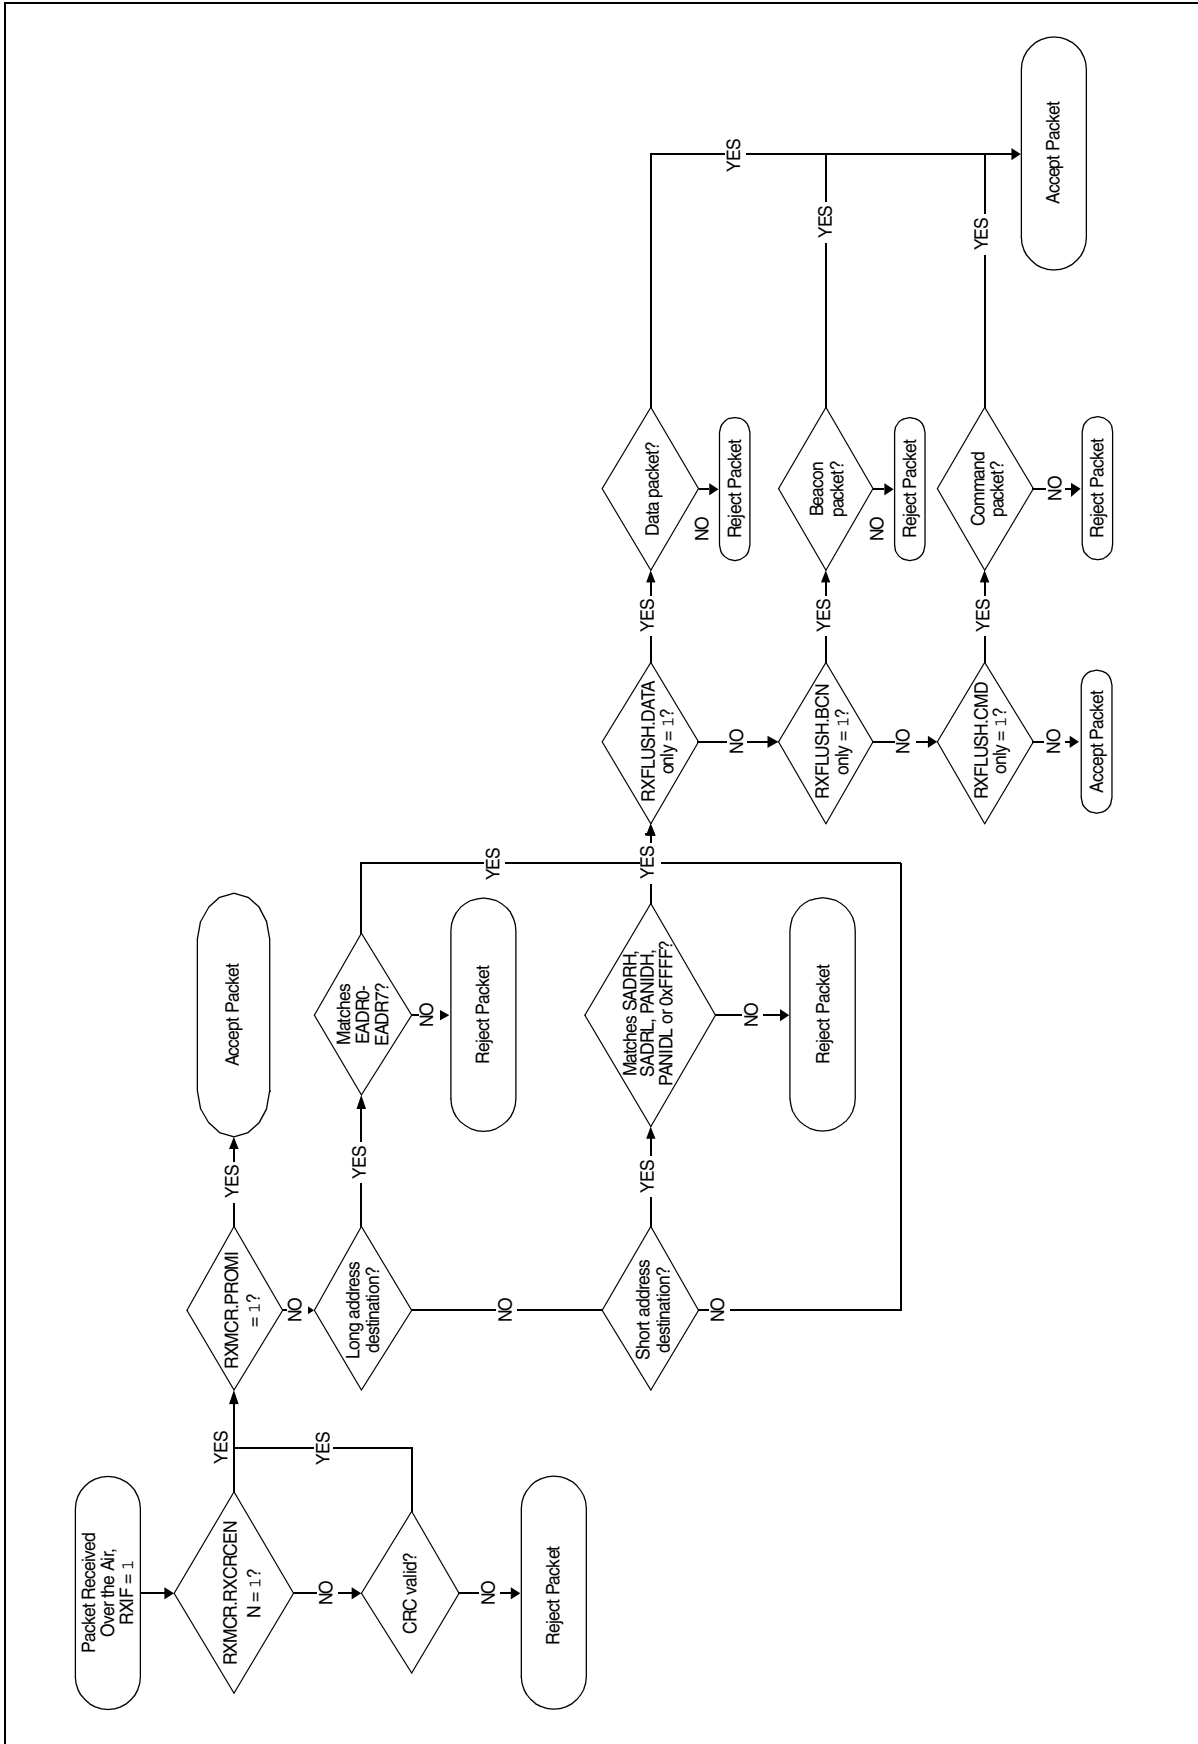 Packet Received
Over the Air,
RXIF = 1
RXMCR.RXCRCEN
N = 1?
YES
NO
CRC valid?
YES
NO
Reject Packet
RXMCR.PROMI
= 1?
YES
Accept Packet
NO
Long address
destination?
YES
Matches
EADR0-
EADR7?
YES
NO
Reject Packet
NO
Short address
destination?
YES
Matches SADRH,
SADRL, PANIDH,
PANIDL or 0xFFFF?
YES
NO
Reject Packet
NO
RXFLUSH.DATA
only = 1?
YES
Data packet?
YES
NO
Reject Packet
NO
RXFLUSH.BCN
only = 1?
YES
Beacon
packet?
YES
NO
Reject Packet
NO
RXFLUSH.CMD
only = 1?
YES
Command
packet?
YES
NO
Reject Packet
NO
Accept Packet
Accept Packet